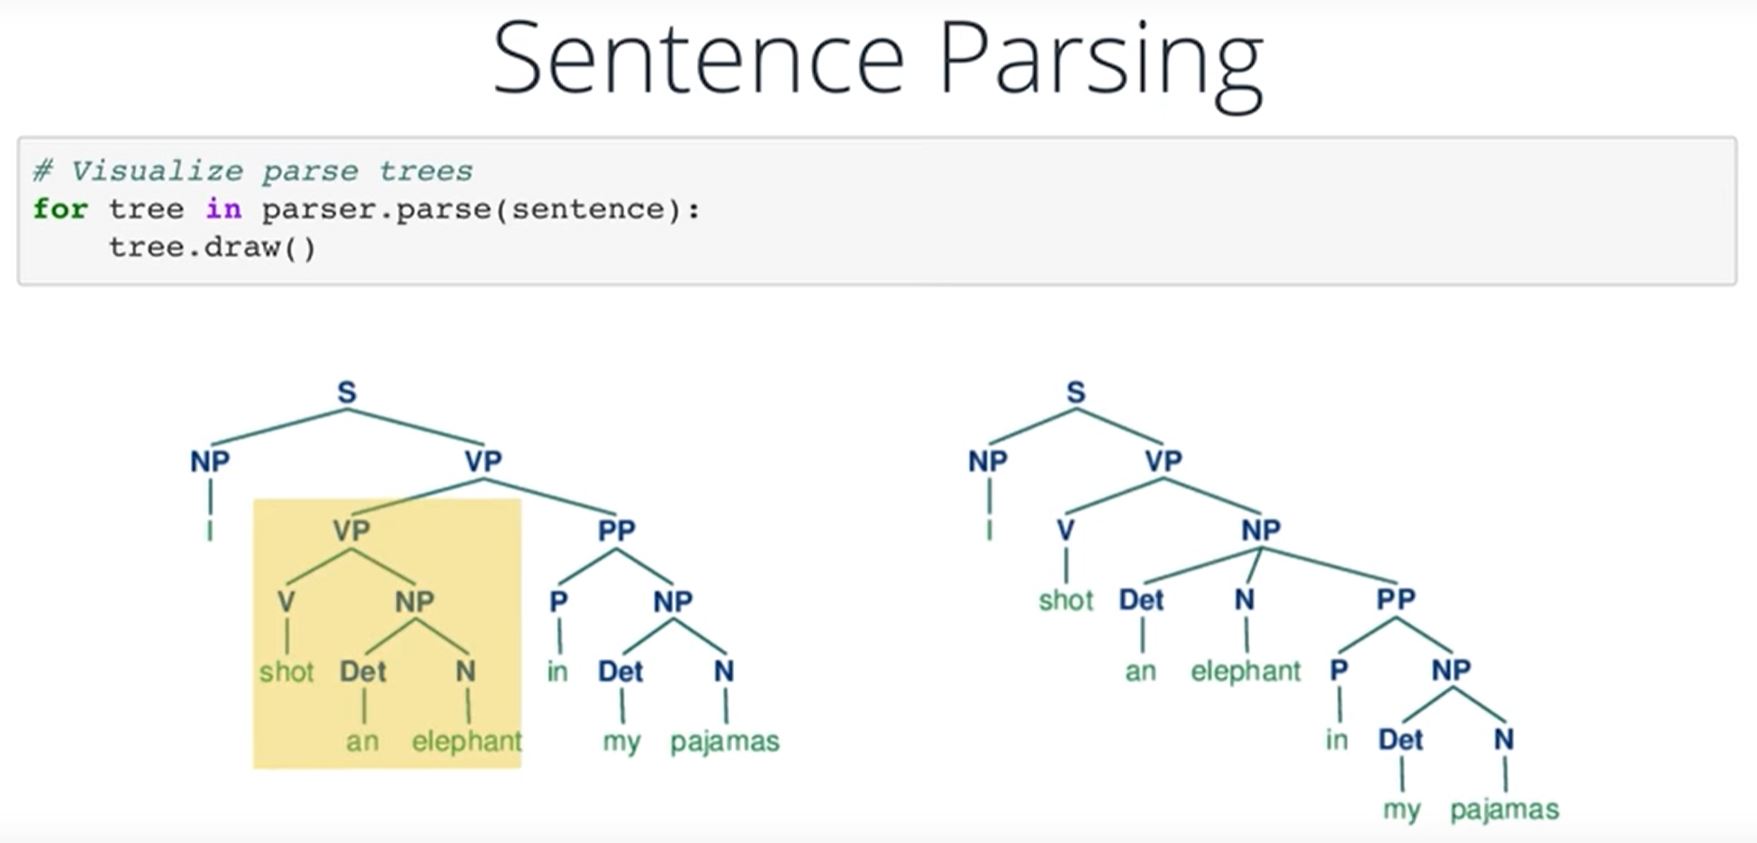 Sentence Parsing
# Visualize parse trees
for tree in parser.parse(sentence):
    tree.draw()
S
NP VP
I VP PP
V NP P NP
shot Det N in Det N
an elephant my pajamas
S
NP VP
I V NP
shot Det N PP
an elephant P NP
in Det N
my pajamas